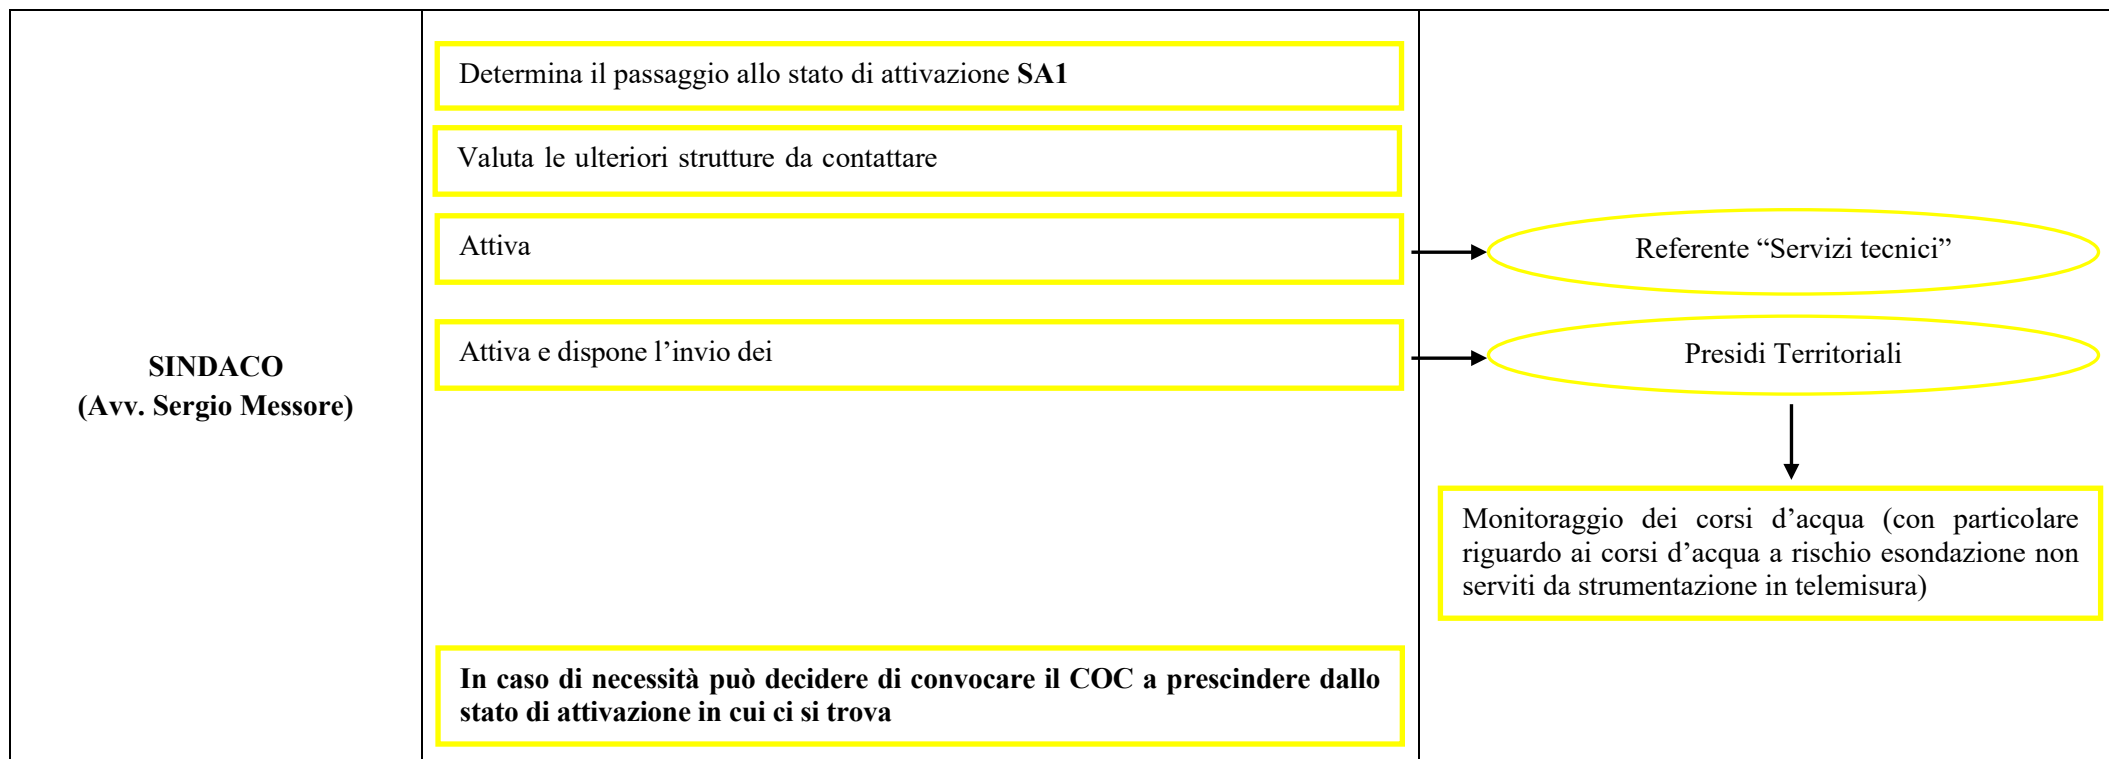 Determina il passaggio allo stato di attivazione SA1
Valuta le ulteriori strutture da contattare
Attiva
Referente “Servizi tecnici”
SINDACO
(Avv. Sergio Messore)
Attiva e dispone l’invio dei
Presidi Territoriali
Monitoraggio dei corsi d’acqua (con particolare
riguardo ai corsi d’acqua a rischio esondazione non
serviti da strumentazione in telemisura)
In caso di necessità può decidere di convocare il COC a prescindere dallo
stato di attivazione in cui ci si trova